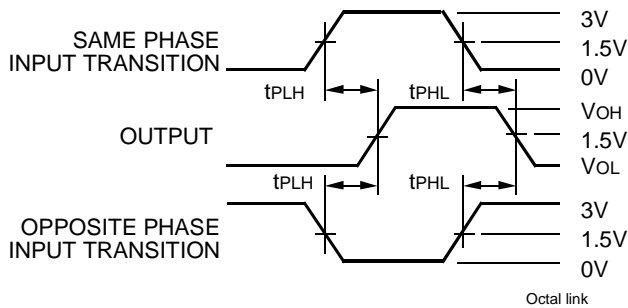 SAME PHASE
INPUT TRANSITION
3V
1.5V
0V
tPLH
tPHL
OUTPUT
VOH
1.5V
VOL
tPLH
tPHL
OPPOSITE PHASE
INPUT TRANSITION
3V
1.5V
0V
Octal link